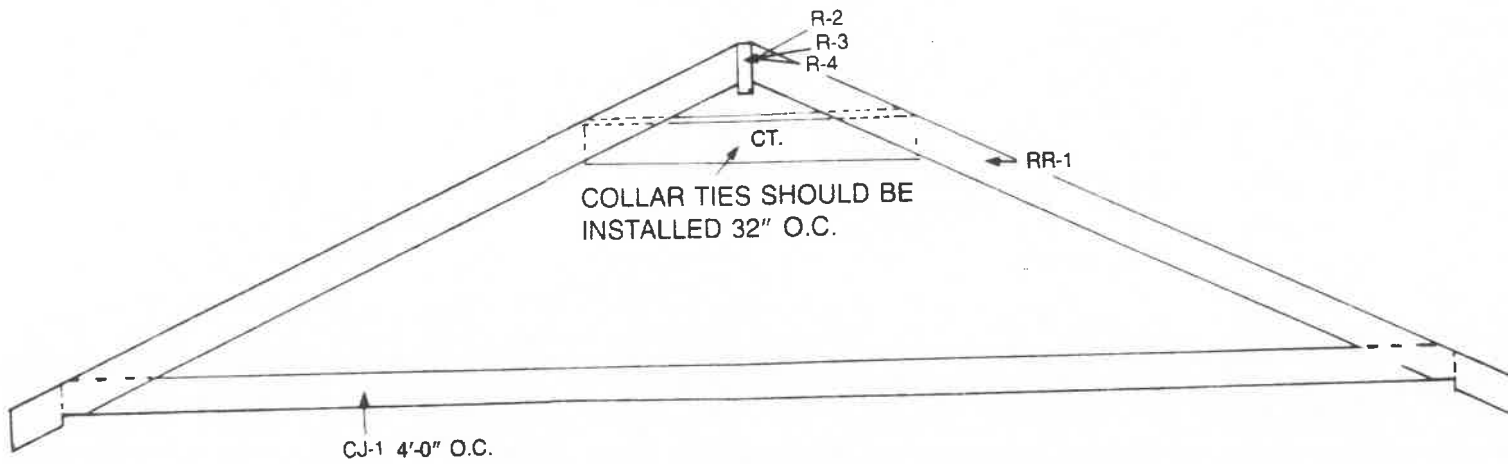 R-2
R-3
R-4
CT.
RR-1
COLLAR TIES SHOULD BE
INSTALLED 32" O.C.
CJ-1 4'-0" O.C.